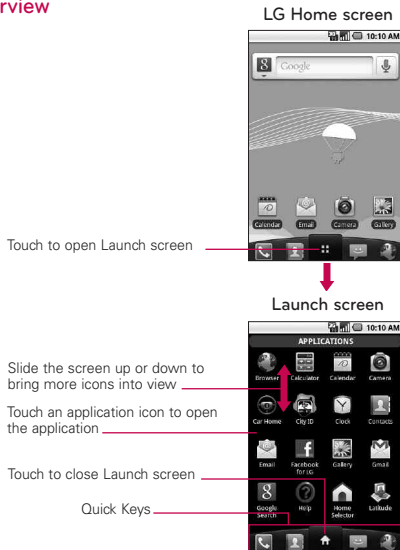 rview
LG Home screen
10:10 AM
Google
Calendar Email Camera Gallery
Touch to open Launch screen
Launch screen
10:10 AM
APPLICATIONS
Browser Calculator Calendar Camera
Slide the screen up or down to
bring more icons into view
Car Home City ID Clock Contacts
Touch an application icon to open
the application
Email Facebook for LG Gallery Gmail
Touch to close Launch screen
Google Search Help Home Selector Latitude
Quick Keys